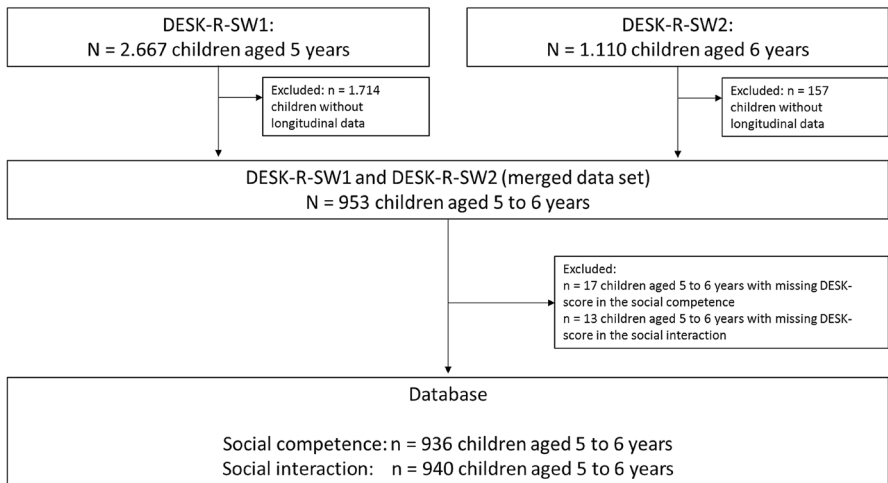 DESK-R-SW1:
N = 2.667 children aged 5 years
DESK-R-SW2:
N = 1.110 children aged 6 years
Excluded: n = 1.714
children without
longitudinal data
Excluded: n = 157
children without
longitudinal data
DESK-R-SW1 and DESK-R-SW2 (merged data set)
N = 953 children aged 5 to 6 years
Excluded:
n = 17 children aged 5 to 6 years with missing DESK-
score in the social competence
n = 13 children aged 5 to 6 years with missing DESK-
score in the social interaction
Database
Social competence: n = 936 children aged 5 to 6 years
Social interaction: n = 940 children aged 5 to 6 years